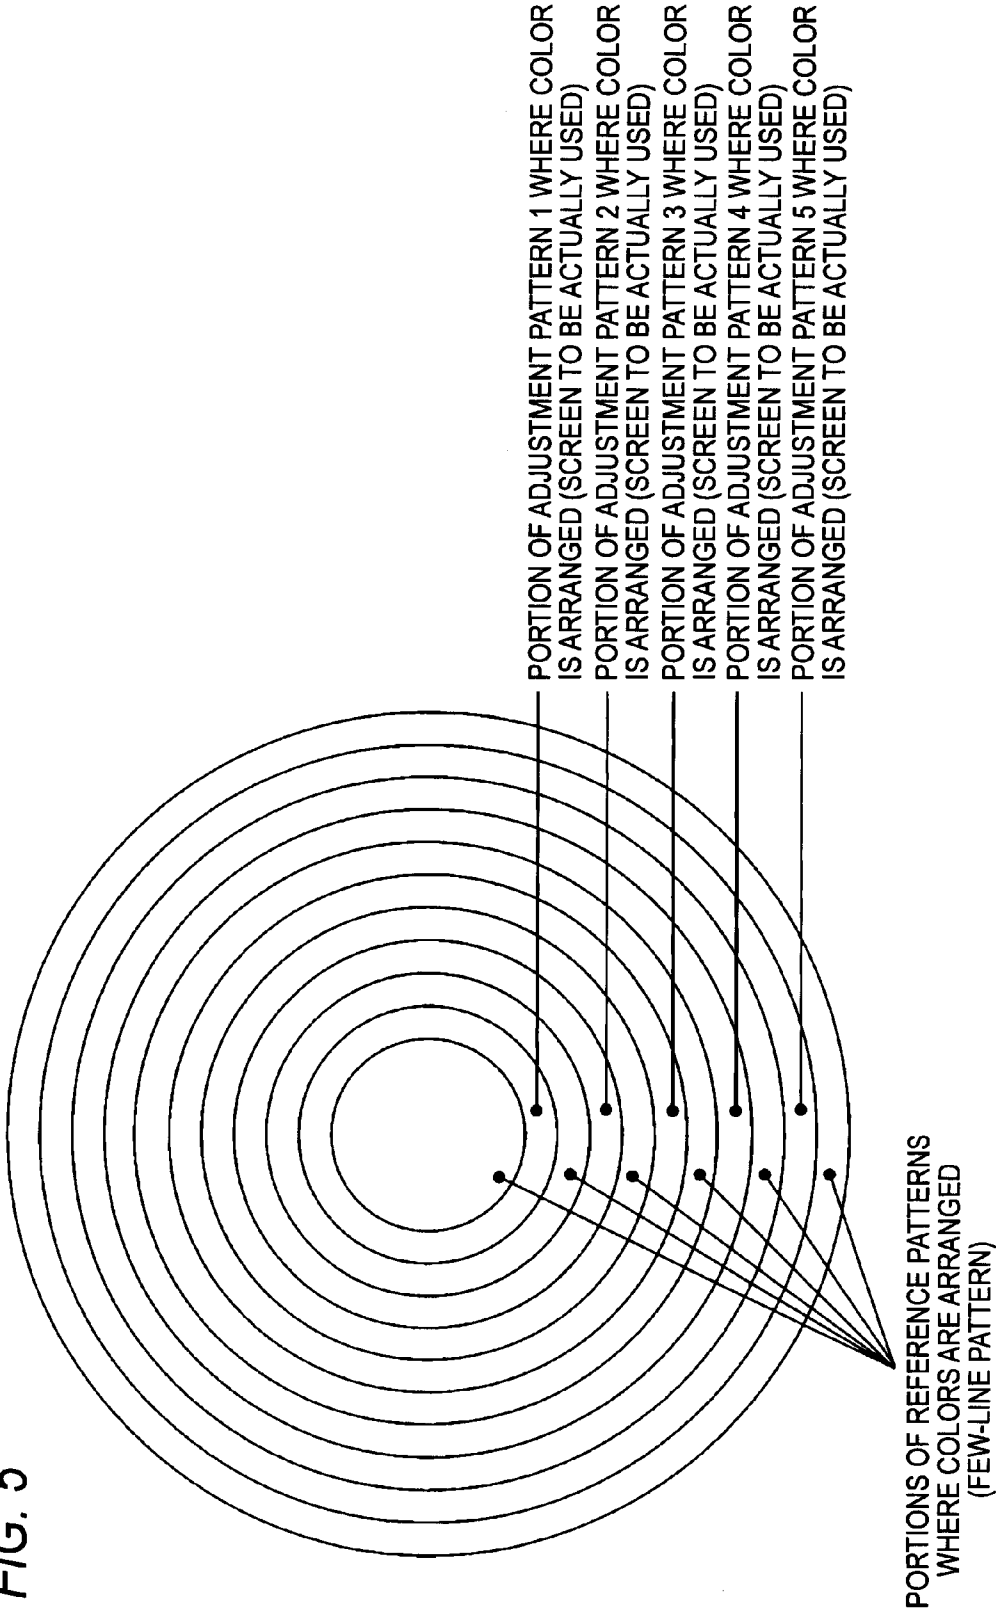 FIG. 5
PORTION OF ADJUSTMENT PATTERN 1 WHERE COLOR
IS ARRANGED (SCREEN TO BE ACTUALLY USED)
PORTION OF ADJUSTMENT PATTERN 2 WHERE COLOR
IS ARRANGED (SCREEN TO BE ACTUALLY USED)
PORTION OF ADJUSTMENT PATTERN 3 WHERE COLOR
IS ARRANGED (SCREEN TO BE ACTUALLY USED)
PORTION OF ADJUSTMENT PATTERN 4 WHERE COLOR
IS ARRANGED (SCREEN TO BE ACTUALLY USED)
PORTION OF ADJUSTMENT PATTERN 5 WHERE COLOR
IS ARRANGED (SCREEN TO BE ACTUALLY USED)
PORTIONS OF REFERENCE PATTERNS
WHERE COLORS ARE ARRANGED
(FEW-LINE PATTERN)